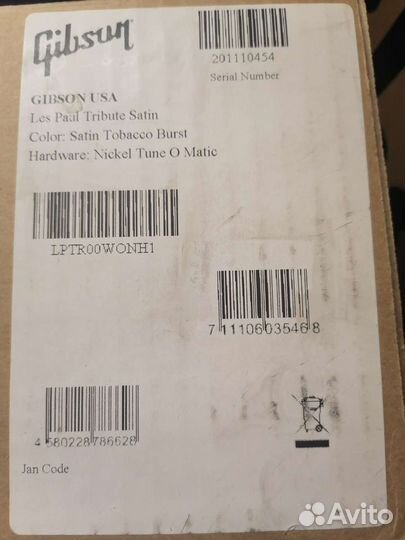 Gibson
201110454
Serial Number
GIBSON USA
Les Paul Tribute Satin
Color: Satin Tobacco Burst
Hardware: Nickel Tune O Matic
LPTR00WONH1
7 11106 03546 8
4 580228 786628
Jan Code
Avito